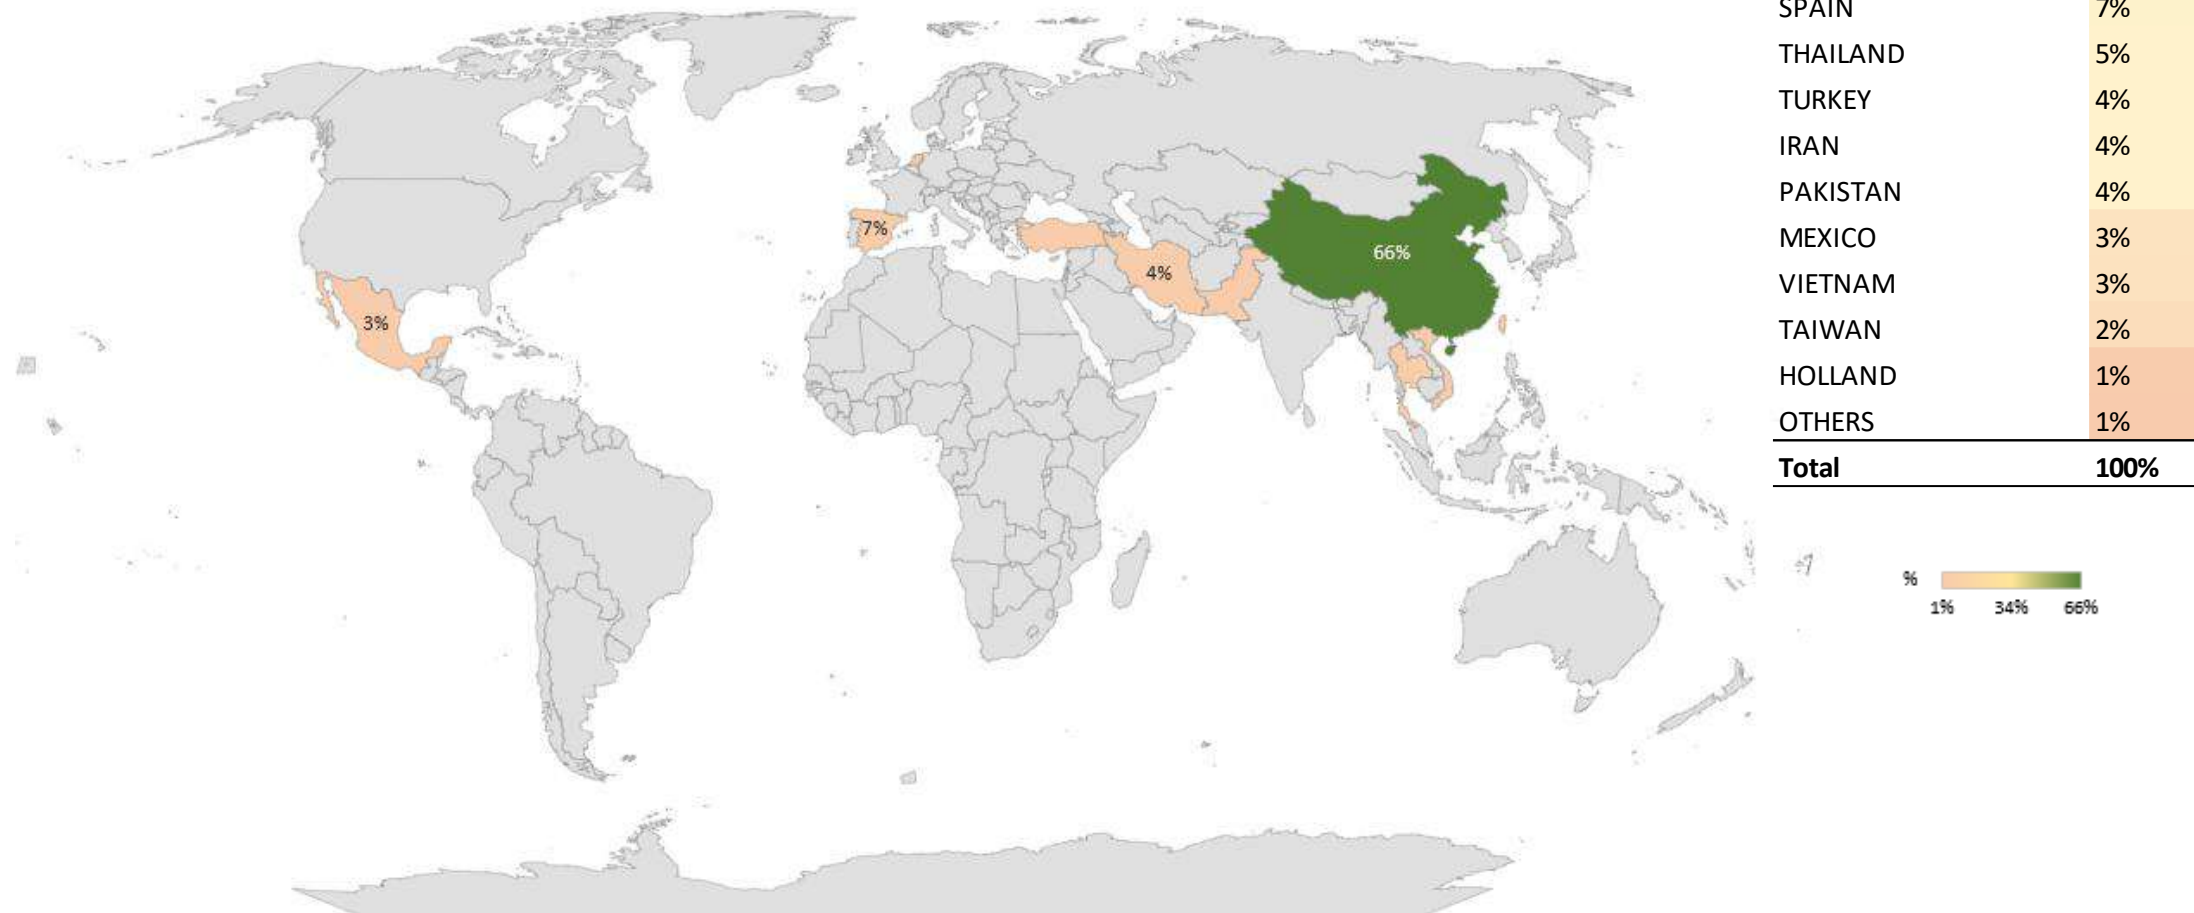 SPAIN 7%
THAILAND 5%
TURKEY 4%
IRAN 4%
PAKISTAN 4%
MEXICO 3%
VIETNAM 3%
TAIWAN 2%
HOLLAND 1%
OTHERS 1%
Total 100%
7%
66%
4%
3%
%
1% 34% 66%